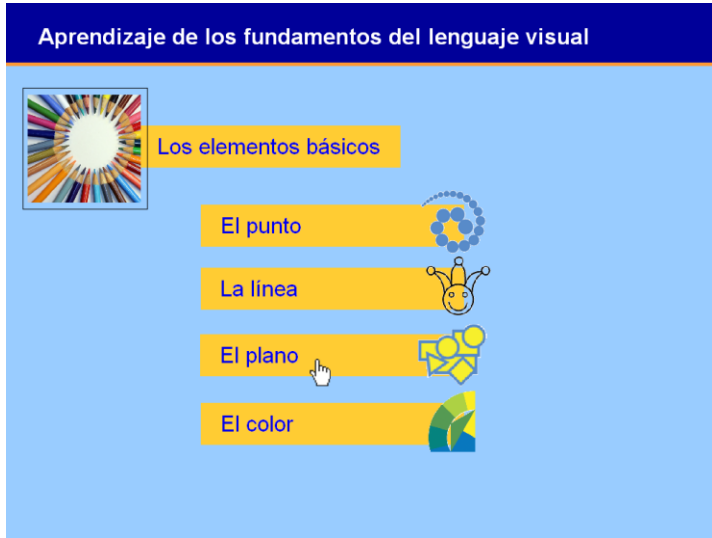 Aprendizaje de los fundamentos del lenguaje visual
Los elementos básicos
El punto
La línea
El plano
El color